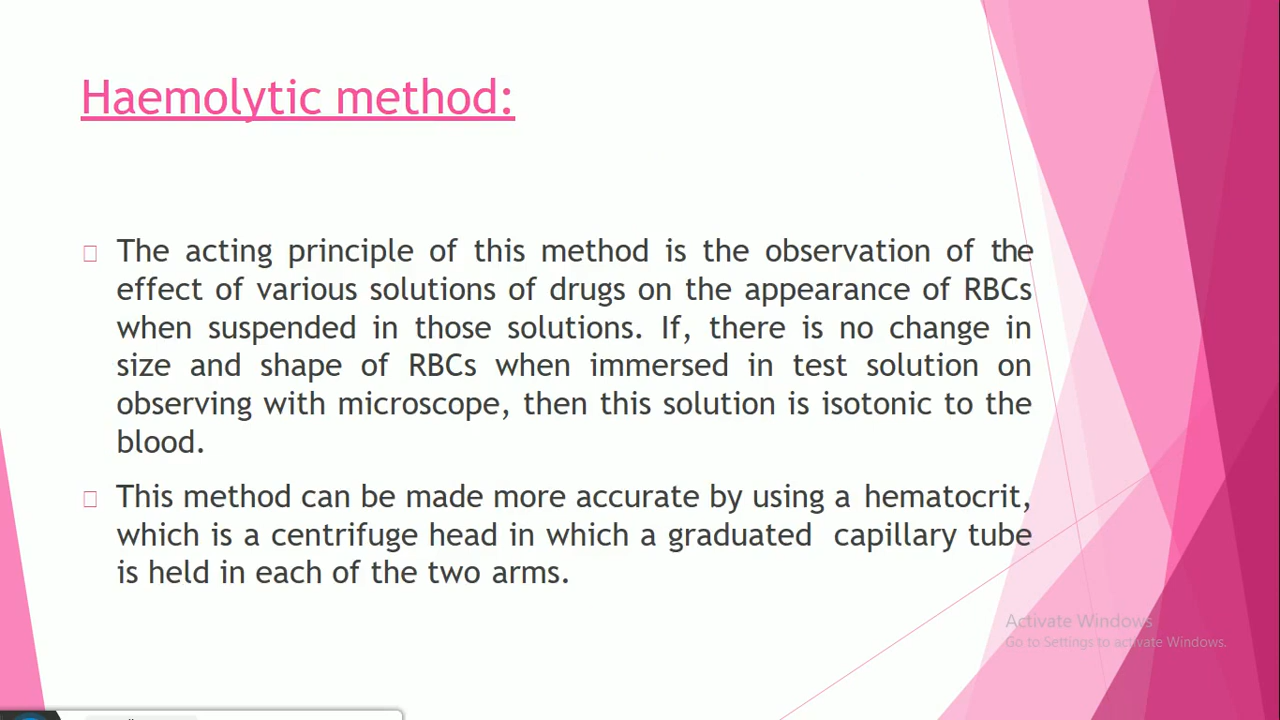 Haemolytic method:
The acting principle of this method is the observation of the
effect of various solutions of drugs on the appearance of RBCs
when suspended in those solutions. If, there is no change in
size and shape of RBCs when immersed in test solution on
observing with microscope, then this solution is isotonic to the
blood.
This method can be made more accurate by using a hematocrit,
which is a centrifuge head in which a graduated capillary tube
is held in each of the two arms.
Activate Windows
Go to Settings to activate Windows.